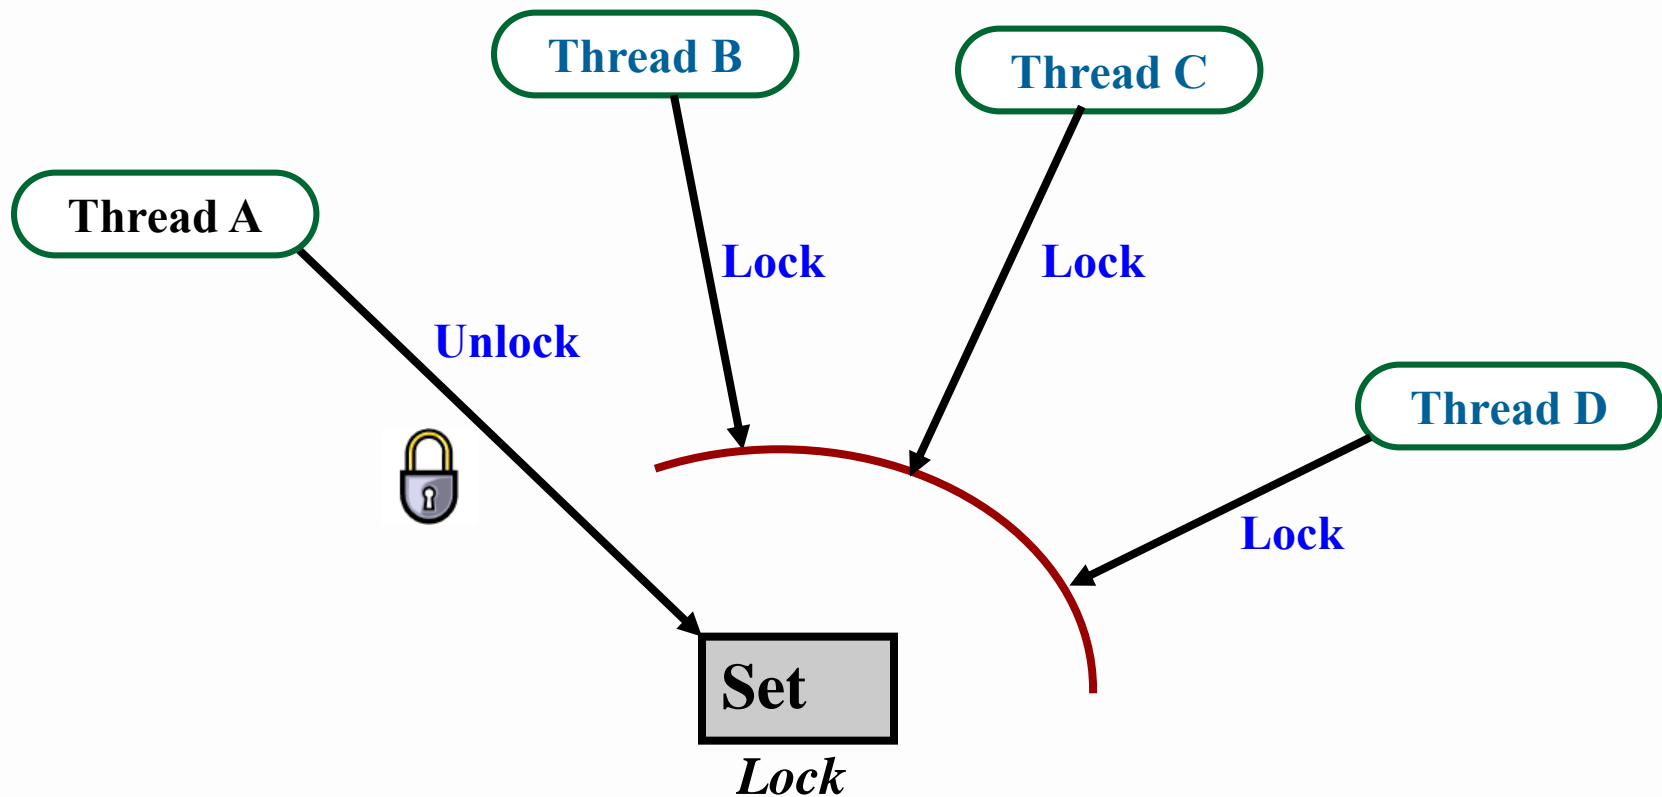 Thread B
Thread C
Thread A
Lock
Lock
Unlock
Thread D
Lock
Set
Lock